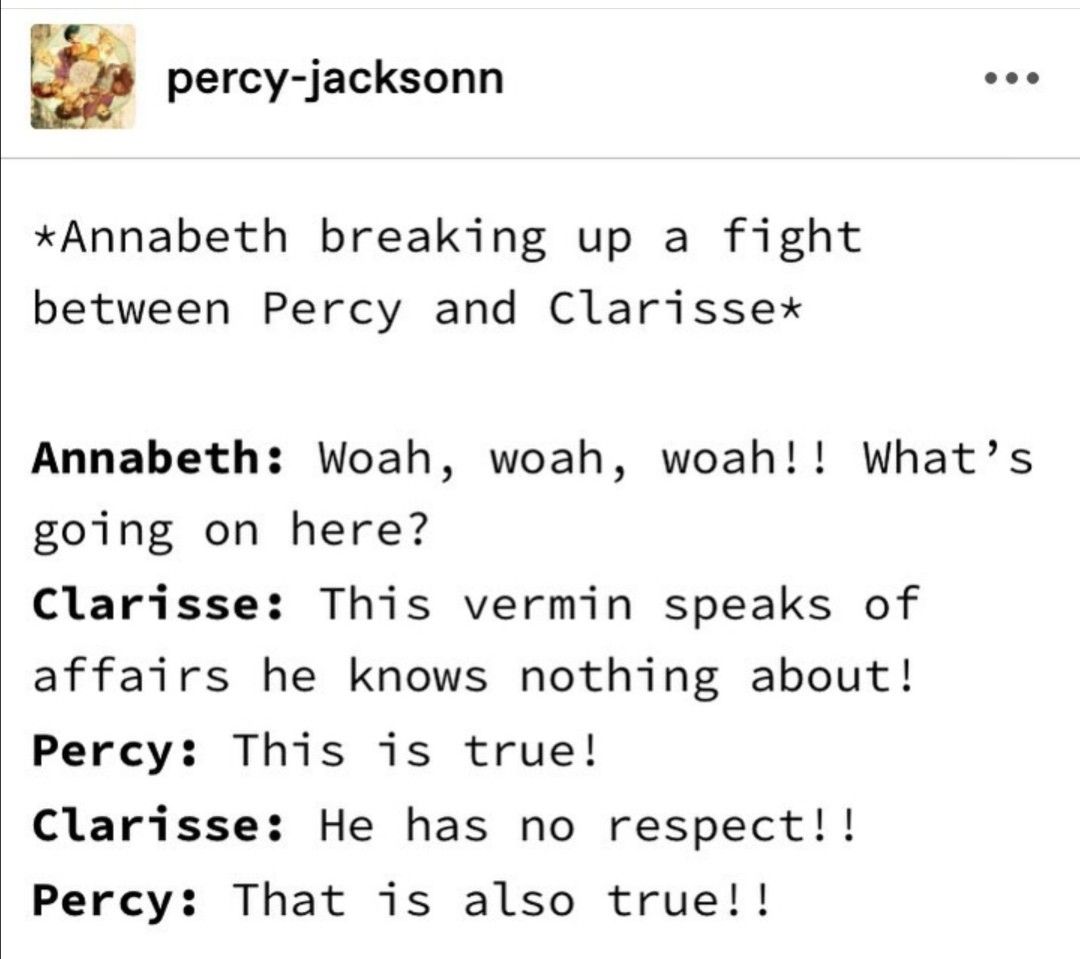 percy-jacksonn
*Annabeth breaking up a fight
between Percy and Clarisse*
Annabeth: Woah, woah, woah!! What’s
going on here?
Clarisse: This vermin speaks of
affairs he knows nothing about!
Percy: This is true!
Clarisse: He has no respect!!
Percy: That is also true!!